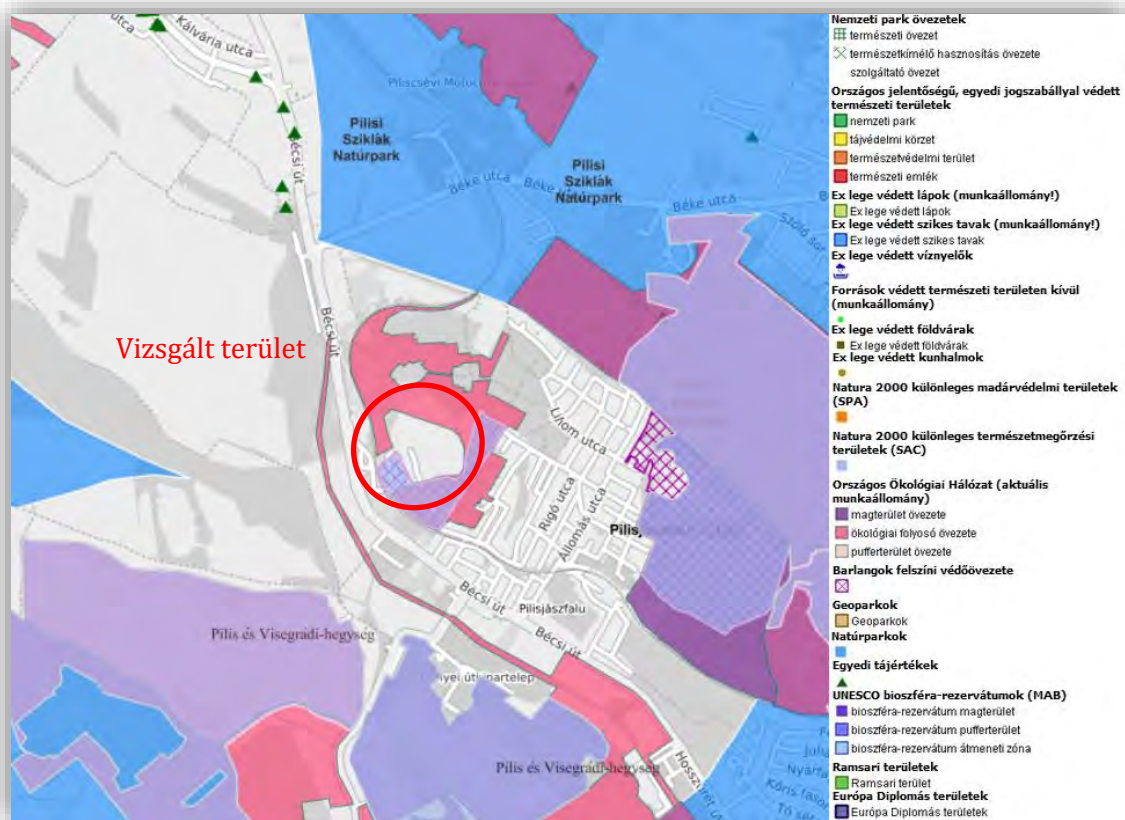 Kálvária utca
Piliscsévi
Pilisi
Sziklák
Natúrpark
Bécsi út
Pilisi
Sziklák
Natúrpark
Béke utca
Béke
Béke utca
Bécsi út
Vizsgált terület
Liliom utca
Rigó utca
Állomás utca
Pilis
Bécsi út
Pilisjászfalu
Bécsi út
Pilis és Visegrádi-hegység
Pilis és Visegrádi-hegység
Hosszúrét út
Nemzeti park övezetek
természeti övezet
természetkímélő hasznosítás övezete
szolgáltató övezet
Országos jelentőségű, egyedi jogszabállyal védett
természeti területek
nemzeti park
tájvédelmi körzet
természetvédelmi terület
természeti emlék
Ex lege védett lápok (munkaállomány!)
Ex lege védett lápok
Ex lege védett szikes tavak (munkaállomány!)
Ex lege védett szikes tavak
Ex lege védett víznyelők
Források védett természeti területen kívül
(munkaállomány)
Ex lege védett földvárak
Ex lege védett földvárak
Ex lege védett kunhalmok
Natura 2000 különleges madárvédelmi területek
(SPA)
Natura 2000 különleges természetmegőrzési
területek (SAC)
Országos Ökológiai Hálózat (aktuális
munkaállomány)
magterület övezete
ökológiai folyosó övezete
pufferterület övezete
Barlangok felszíni védőövezete
Geoparkok
Geoparkok
Natúrparkok
Egyedi tájértékek
UNESCO bioszféra-rezervátumok (MAB)
bioszféra-rezervátum magterület
bioszféra-rezervátum pufferterület
bioszféra-rezervátum átmeneti zóna
Ramsari területek
Ramsari terület
Európa Diplomás területek
Európa Diplomás területek